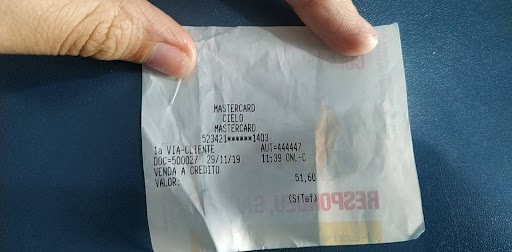 MASTERCARD
CIELO
MASTERCARD
523421******1403
1a VIA-CLIENTE AUT=444447
DOC=500027 29/11/19 11:39 ONL-C
VENDA A CREDITO
VALOR: 51,60
(SiTef)